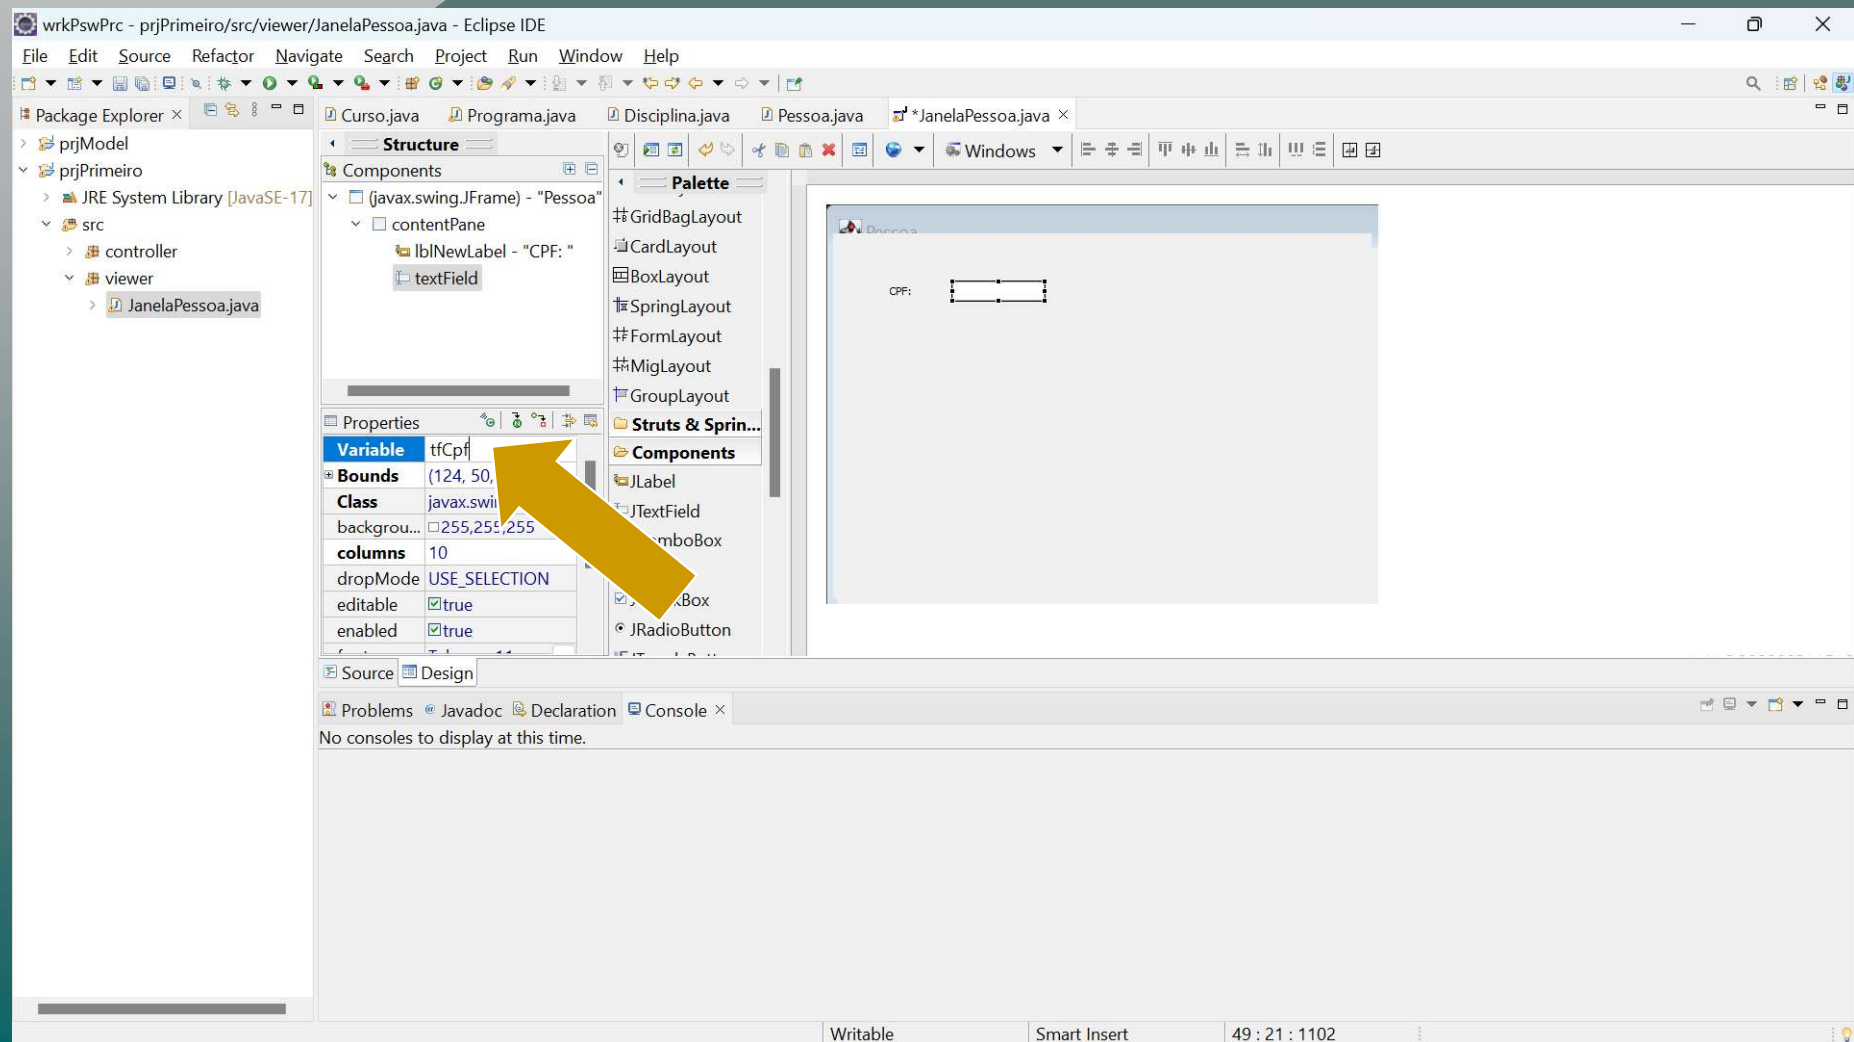 wrkPswPrc - prjPrimeiro/src/viewer/JanelaPessoa.java - Eclipse IDE
File Edit Source Refactor Navigate Search Project Run Window Help
Package Explorer
prjModel
prjPrimeiro
JRE System Library [JavaSE-17]
src
controller
viewer
JanelaPessoa.java
Curso.java Programa.java Disciplina.java Pessoa.java *JanelaPessoa.java
Structure
Components
(javax.swing.JFrame) - "Pessoa"
contentPane
lblNewLabel - "CPF: "
textField
Properties
Variable tfCpf
Bounds (124, 50,
Class javax.swin
backgrou... 255,255,255
columns 10
dropMode USE_SELECTION
editable true
enabled true
Windows
Palette
GridBagLayout
CardLayout
BoxLayout
SpringLayout
FormLayout
MigLayout
GroupLayout
Struts & Sprin...
Components
JLabel
JTextField
mboBox
Box
JRadioButton
Pessoa
CPF:
Source Design
Problems Javadoc Declaration Console
No consoles to display at this time.
Writable Smart Insert 49 : 21 : 1102